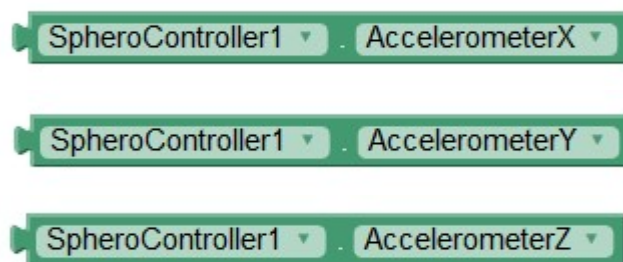 SpheroController1 . AccelerometerX
SpheroController1 . AccelerometerY
SpheroController1 . AccelerometerZ